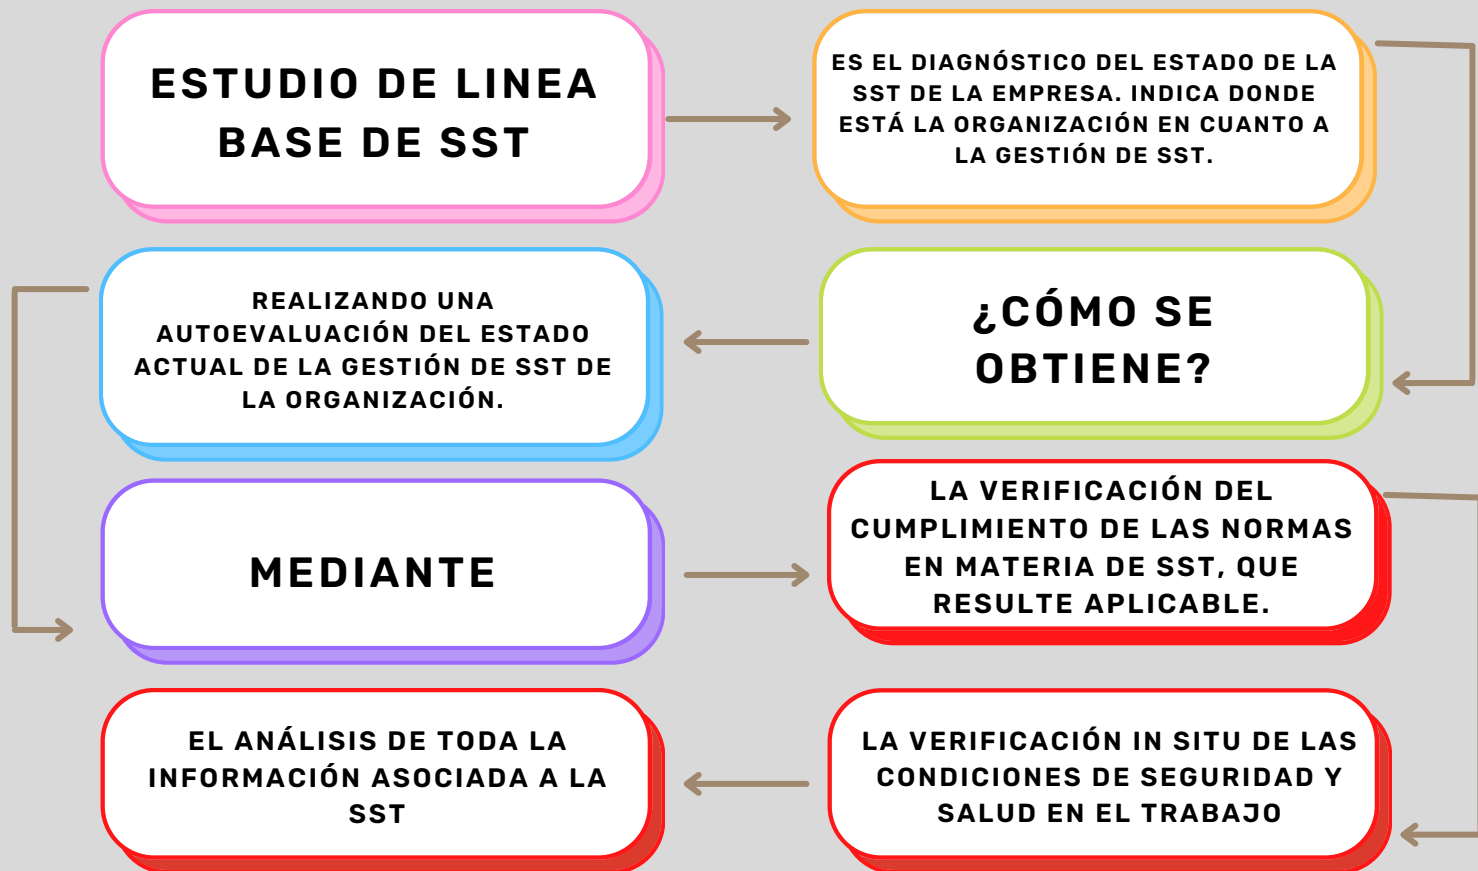 ESTUDIO DE LINEA
BASE DE SST
ES EL DIAGNÓSTICO DEL ESTADO DE LA
SST DE LA EMPRESA. INDICA DONDE
ESTÁ LA ORGANIZACIÓN EN CUANTO A
LA GESTIÓN DE SST.
¿CÓMO SE
OBTIENE?
REALIZANDO UNA
AUTOEVALUACIÓN DEL ESTADO
ACTUAL DE LA GESTIÓN DE SST DE
LA ORGANIZACIÓN.
MEDIANTE
LA VERIFICACIÓN DEL
CUMPLIMIENTO DE LAS NORMAS
EN MATERIA DE SST, QUE
RESULTE APLICABLE.
LA VERIFICACIÓN IN SITU DE LAS
CONDICIONES DE SEGURIDAD Y
SALUD EN EL TRABAJO
EL ANÁLISIS DE TODA LA
INFORMACIÓN ASOCIADA A LA
SST